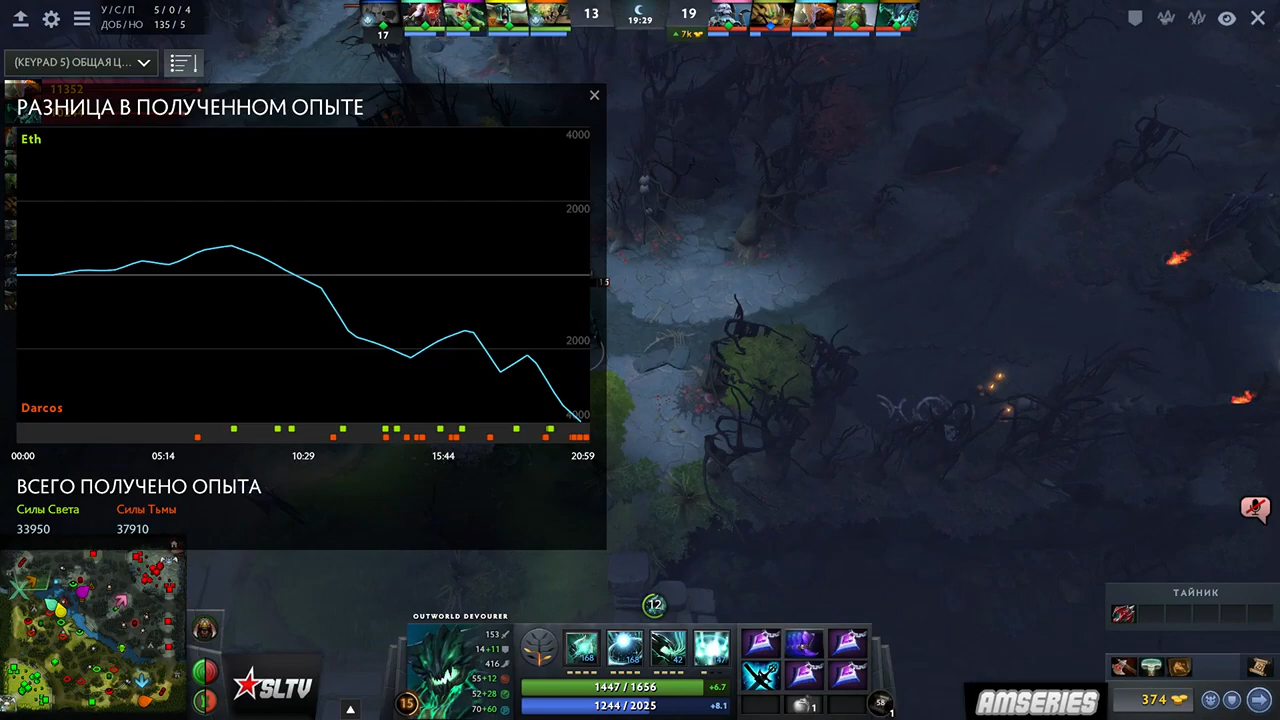 У/С/П 5 / 0 / 4
ДОБ/НО 135 / 5
17
13
19:29
19
7k
(KEYPAD 5) ОБЩАЯ Ц...
11352
РАЗНИЦА В ПОЛУЧЕННОМ ОПЫТЕ
Eth
4000
2000
2000
Darcos
4000
00:00 05:14 10:29 15:44 20:59
ВСЕГО ПОЛУЧЕНО ОПЫТА
Силы Света Силы Тьмы
33950 37910
ТАЙНИК
12
OUTWORLD DEVOURER
153
14+11
416
55+12
52+28
70+60
15
168 168 42 47
1447 / 1656 +6.7
1244 / 2025 +8.1
1
58
1
SLTV
AMSERIES
374